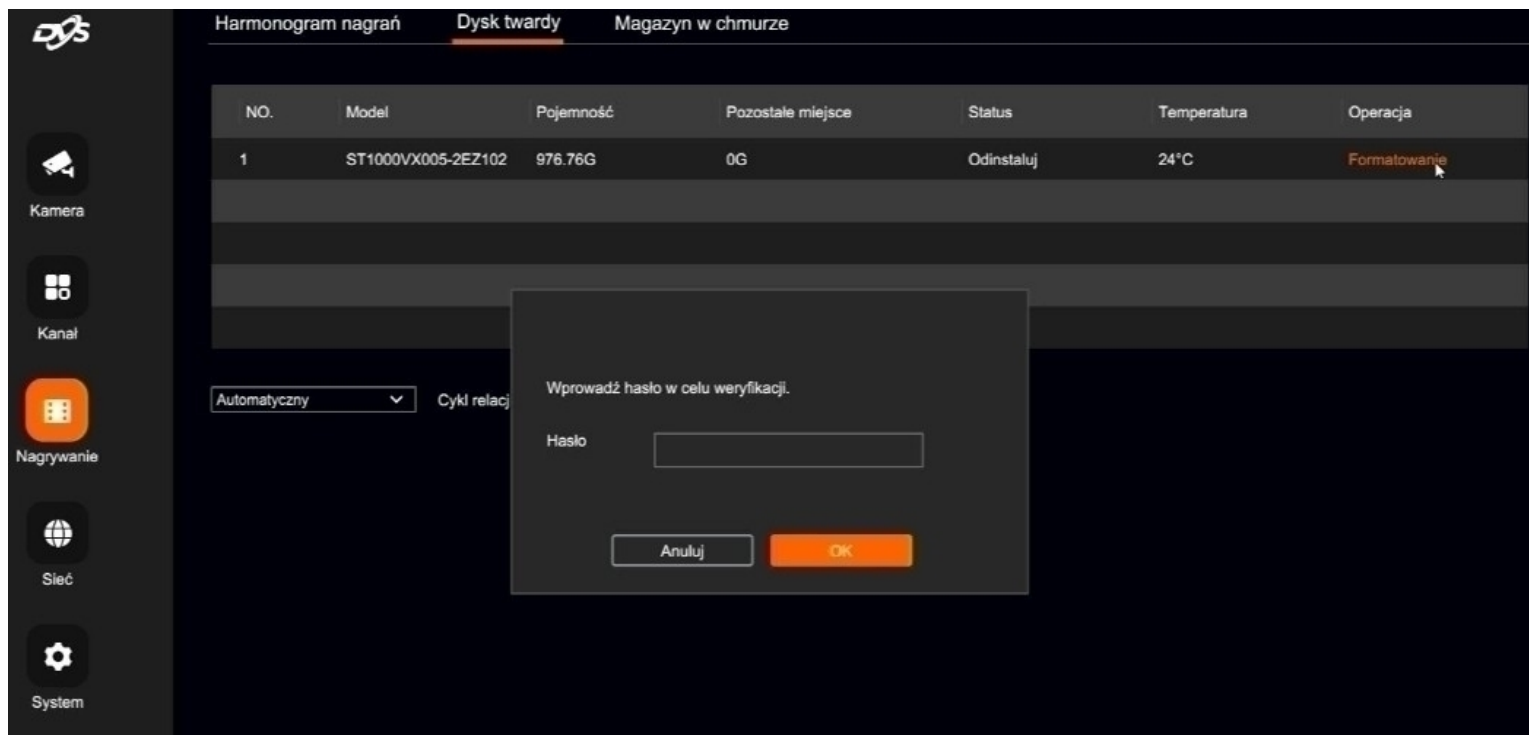 DVS
Harmonogram nagrań Dysk twardy Magazyn w chmurze
NO. Model Pojemność Pozostałe miejsce Status Temperatura Operacja
1 ST1000VX005-2EZ102 976.76G 0G Odinstaluj 24°C Formatowanie
Kamera
Kanał
Automatyczny Cykl relacj
Wprowadź hasło w celu weryfikacji.
Hasło
Nagrywanie
Anuluj OK
Sieć
System